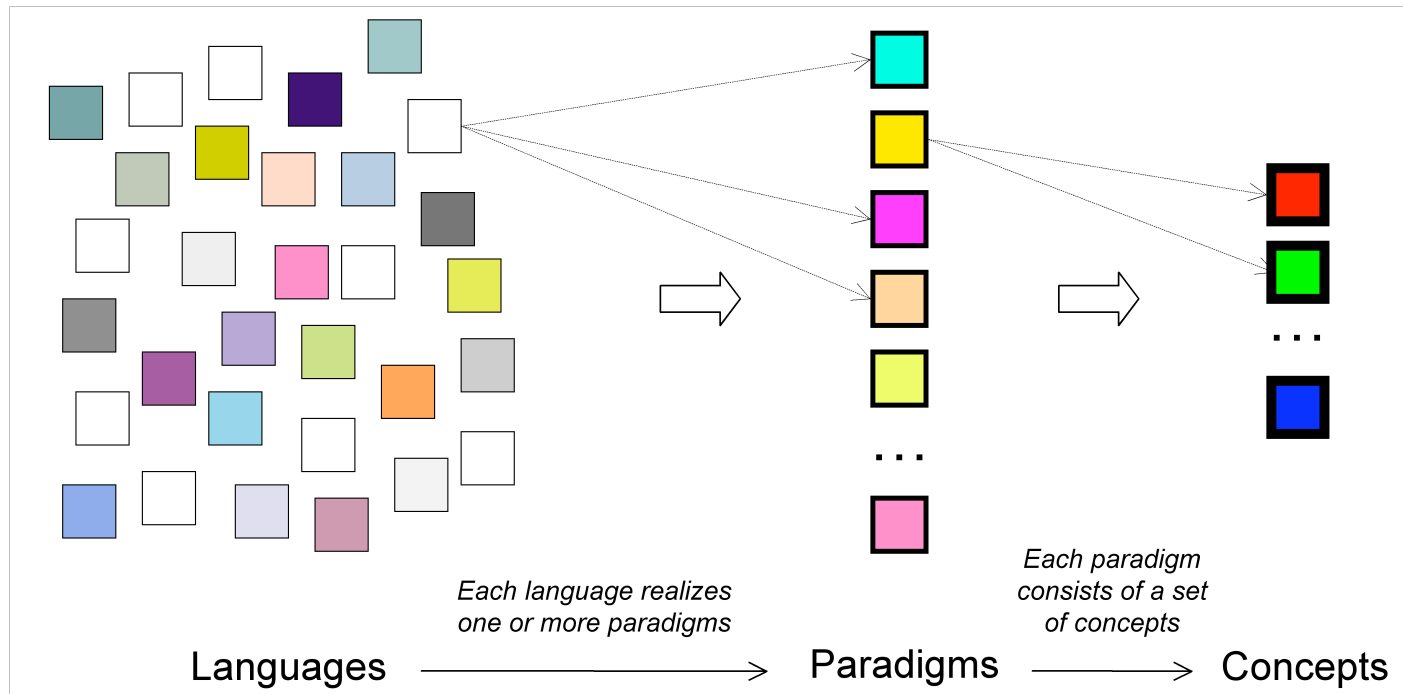 Each language realizes
one or more paradigms
Each paradigm
consists of a set
of concepts
Languages
Paradigms
Concepts